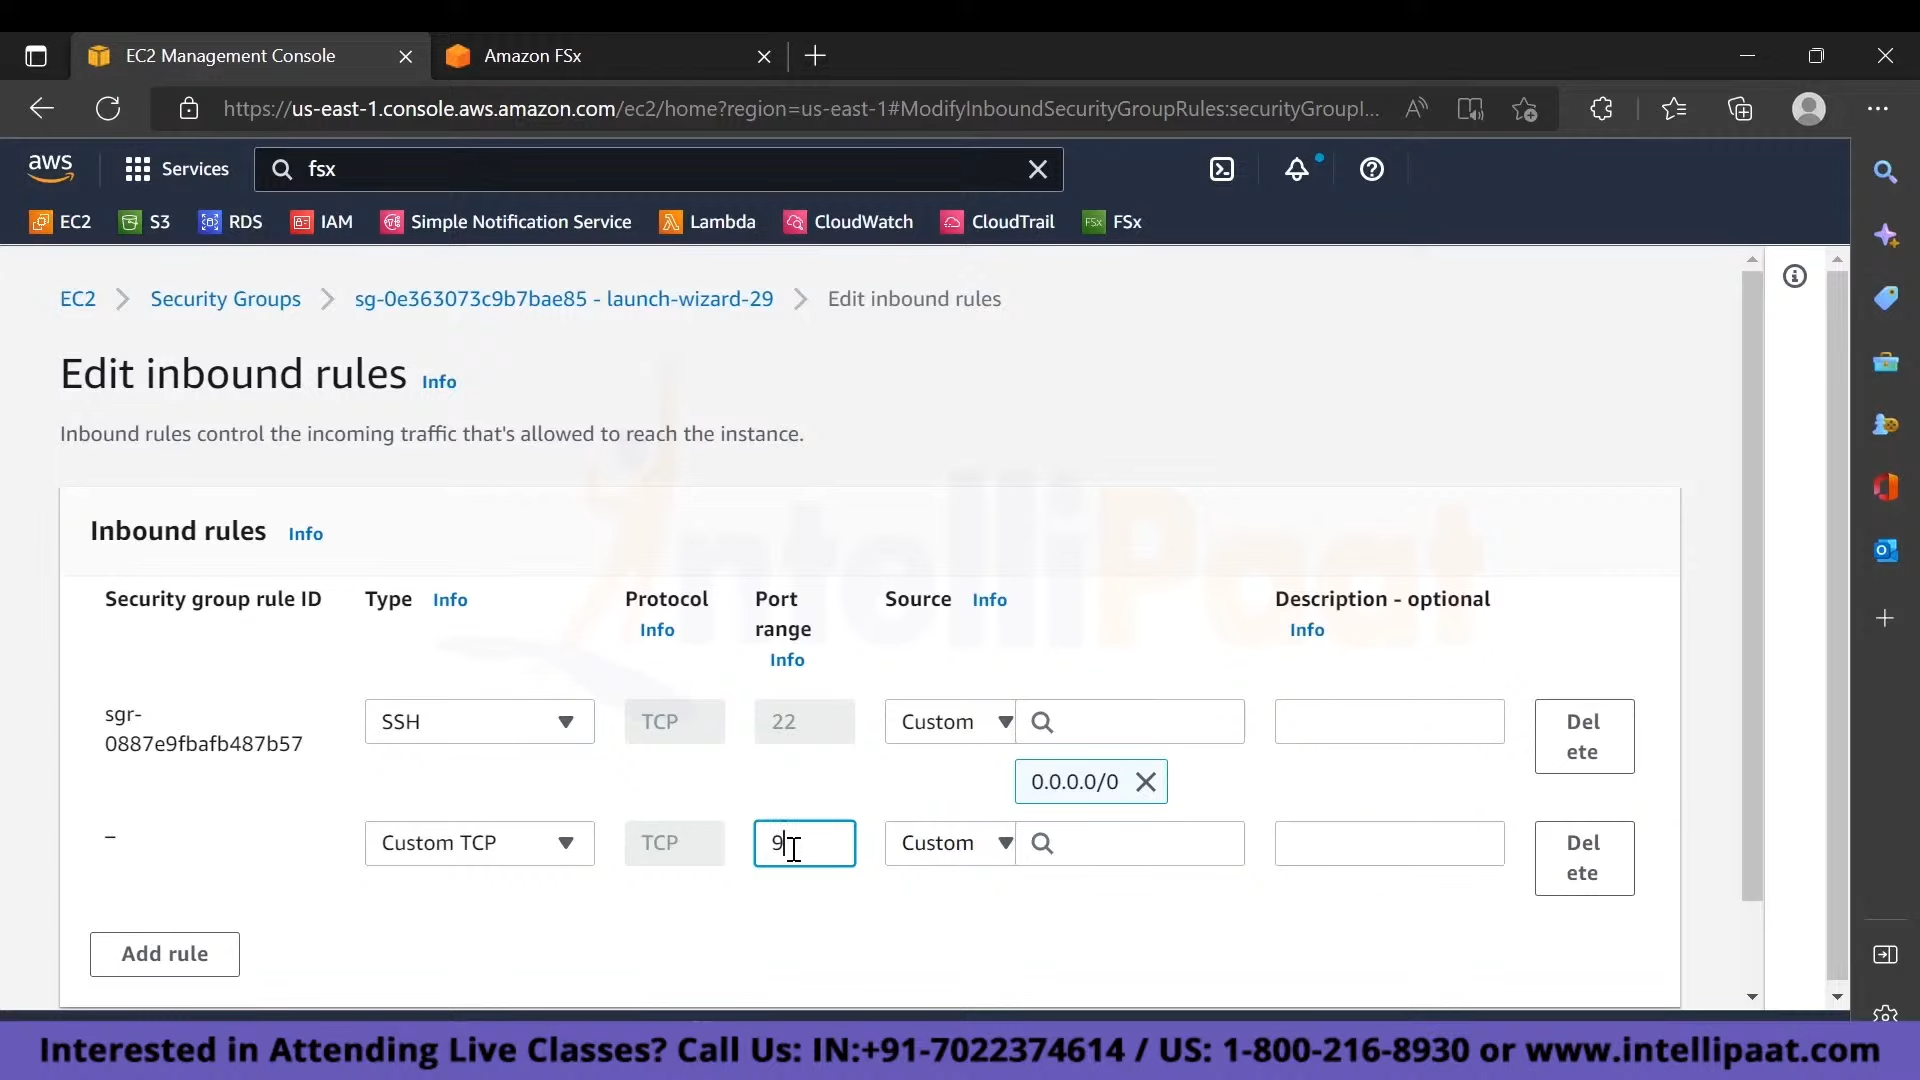 EC2 Management Console
Amazon FSx
https://us-east-1.console.aws.amazon.com/ec2/home?region=us-east-1#ModifyInboundSecurityGroupRules:securityGroupI...
aws
Services
fsx
EC2
S3
RDS
IAM
Simple Notification Service
Lambda
CloudWatch
CloudTrail
FSx
FSx
EC2
Security Groups
sg-0e363073c9b7bae85 - launch-wizard-29
Edit inbound rules
Edit inbound rules Info
Inbound rules control the incoming traffic that's allowed to reach the instance.
Inbound rules Info
Security group rule ID
Type Info
Protocol
Info
Port
range
Info
Source Info
Description - optional
Info
sgr-
0887e9fbafb487b57
SSH
TCP
22
Custom
Del
ete
0.0.0.0/0
–
Custom TCP
TCP
9
Custom
Del
ete
Add rule
IntelliPaat
Interested in Attending Live Classes? Call Us: IN:+91-7022374614 / US: 1-800-216-8930 or www.intellipaat.com